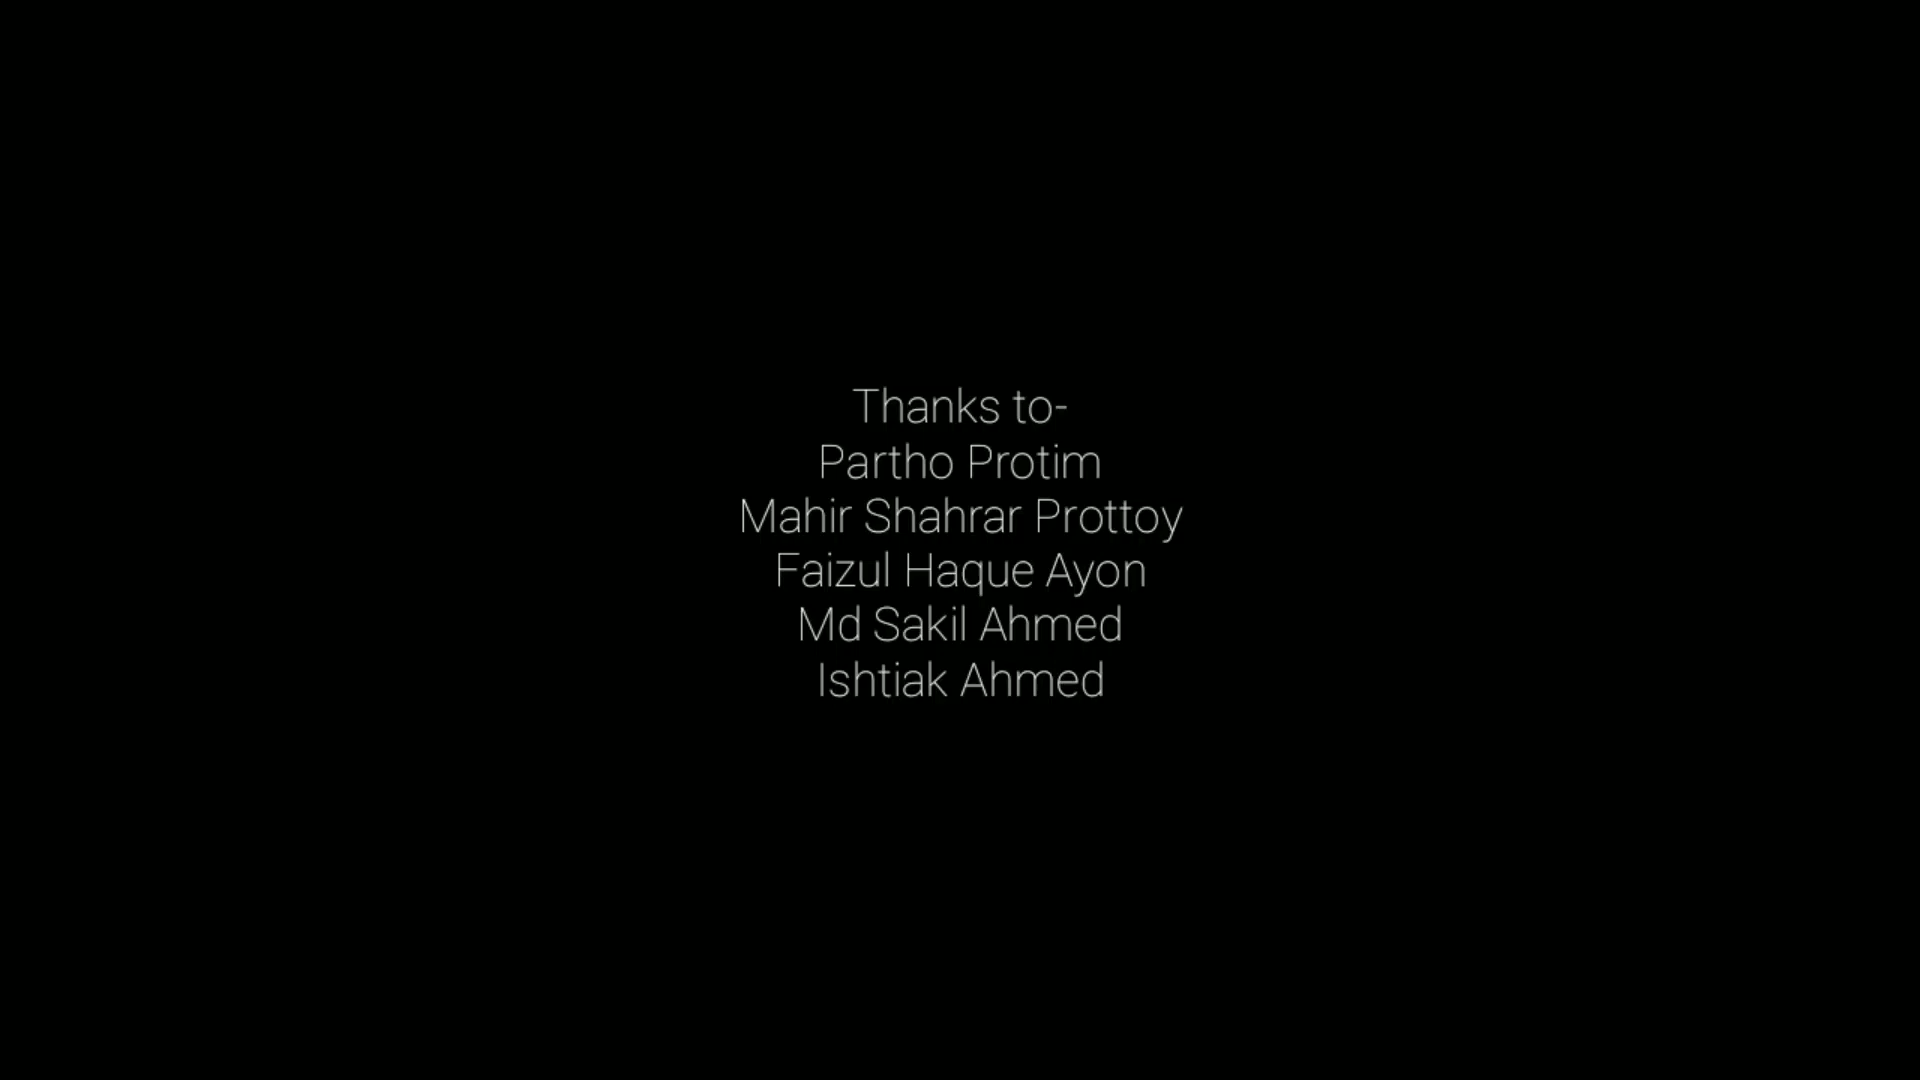 Thanks to-
Partho Protim
Mahir Shahrar Prottoy
Faizul Haque Ayon
Md Sakil Ahmed
Ishtiak Ahmed